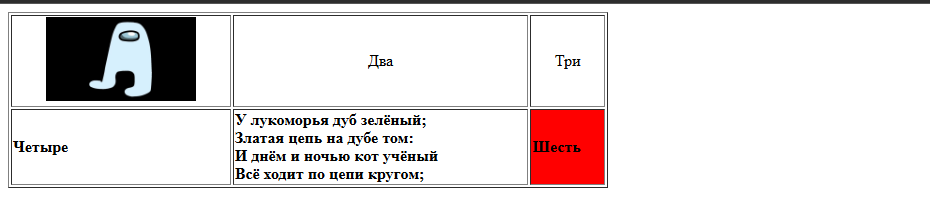 Два
Три
Четыре
У лукоморья дуб зелёный;
Златая цепь на дубе том:
И днём и ночью кот учёный
Всё ходит по цепи кругом;
Шесть